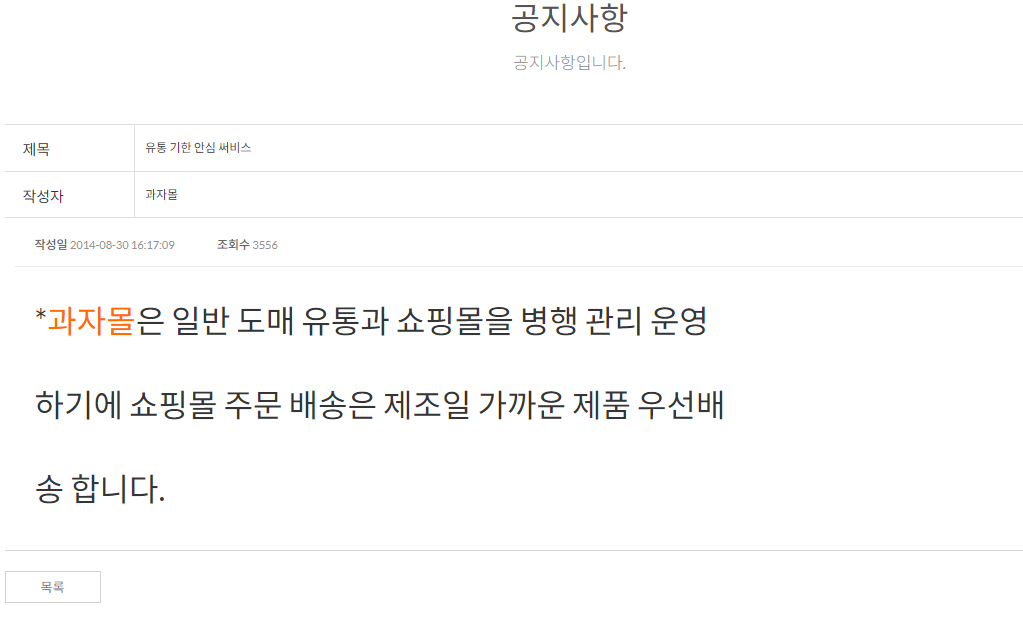 공지사항
공지사항입니다.
제목 유통 기한 안심 써비스
작성자 과자몰
작성일 2014-08-30 16:17:09 조회수 3556
*과자몰은 일반 도매 유통과 쇼핑몰을 병행 관리 운영
하기에 쇼핑몰 주문 배송은 제조일 가까운 제품 우선배
송 합니다.
목록